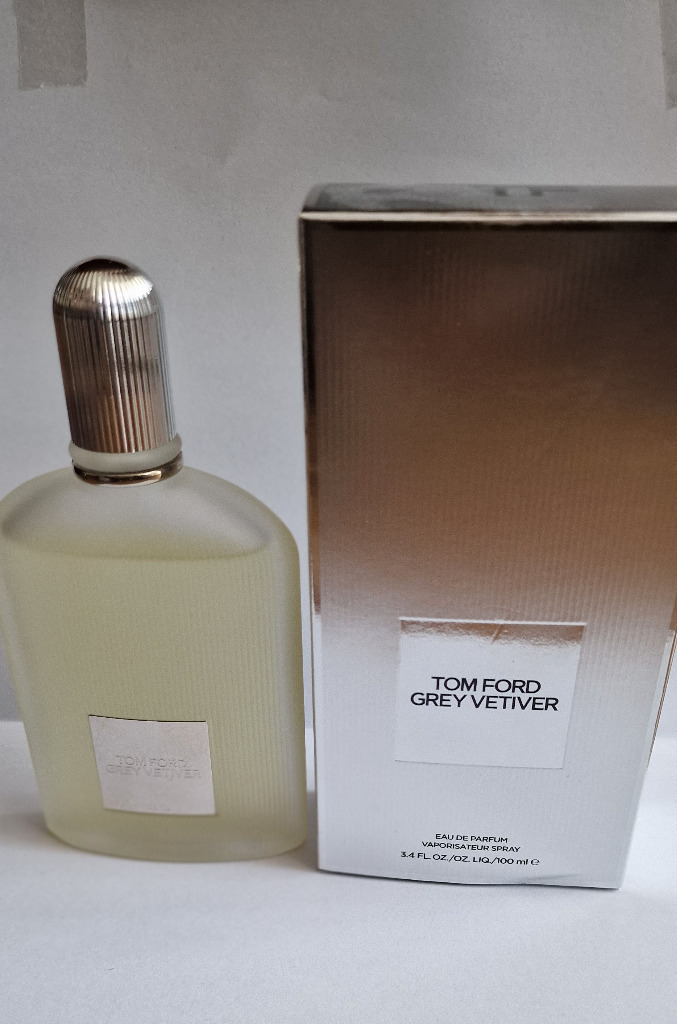 TOM FORD
GREY VETIVER
TOM FORD
GREY VETIVER
EAU DE PARFUM
VAPORISATEUR SPRAY
3.4 FL. OZ./OZ. LIQ./100 ml ℮